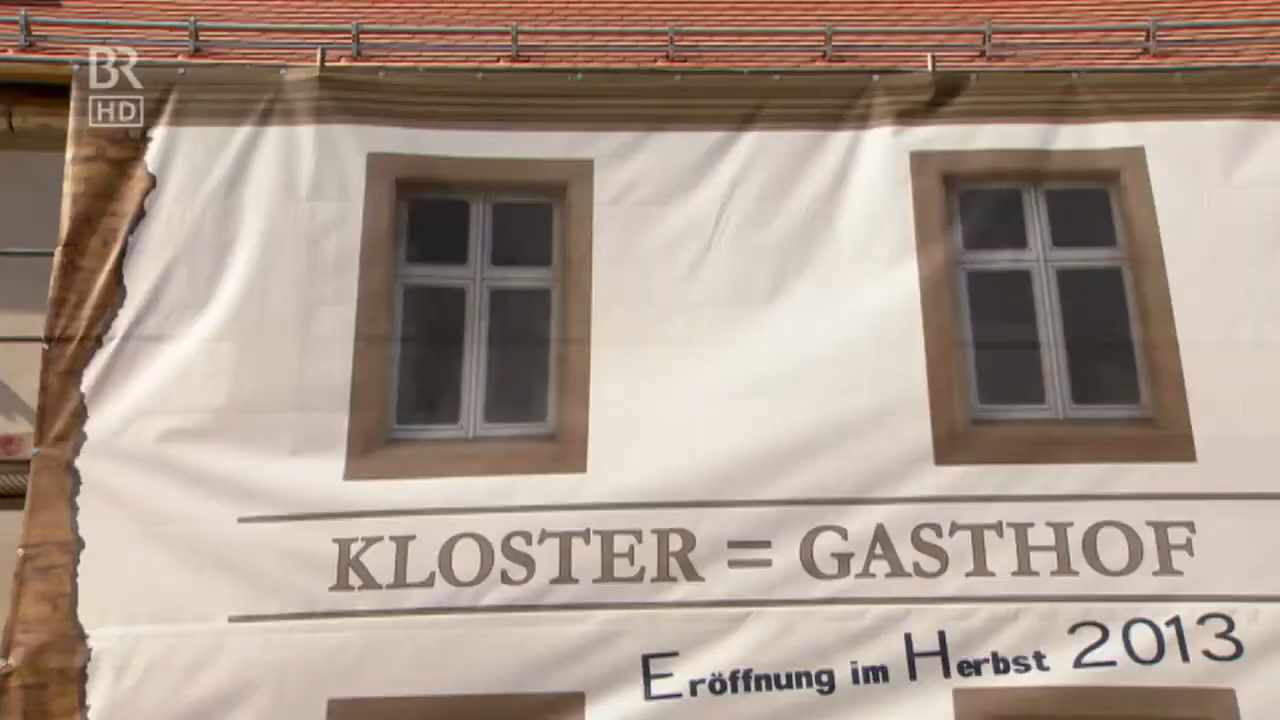 BR
HD
KLOSTER = GASTHOF
Eröffnung im Herbst 2013